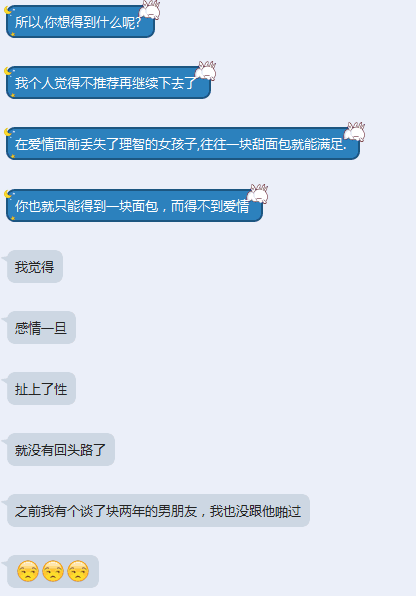 所以,你想得到什么呢?
我个人觉得不推荐再继续下去了
在爱情面前丢失了理智的女孩子,往往一块甜面包就能满足.
你也就只能得到一块面包，而得不到爱情
我觉得
感情一旦
扯上了性
就没有回头路了
之前我有个谈了块两年的男朋友，我也没跟他啪过